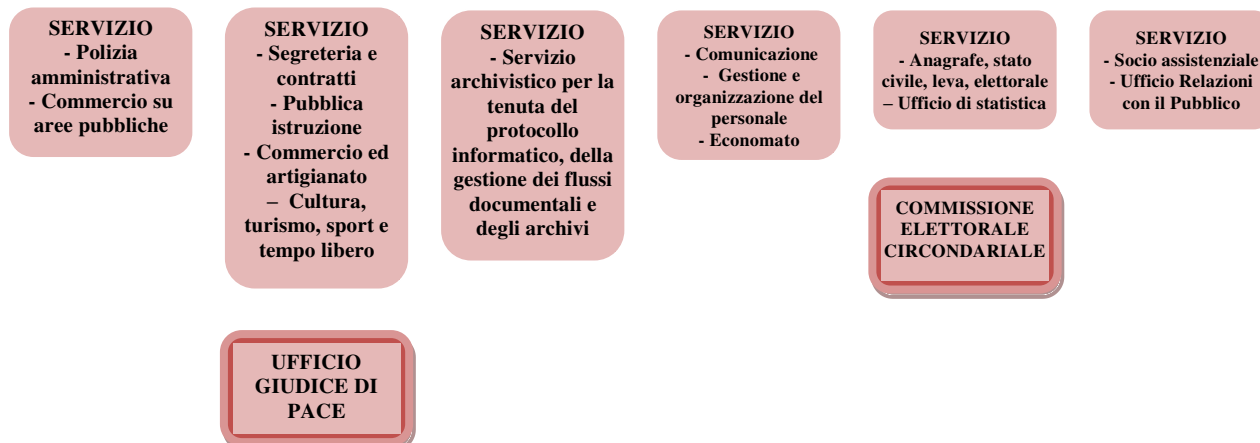 SERVIZIO
- Polizia
amministrativa
- Commercio su
aree pubbliche
SERVIZIO
- Segreteria e
contratti
- Pubblica
istruzione
- Commercio ed
artigianato
– Cultura,
turismo, sport e
tempo libero
SERVIZIO
- Servizio
archivistico per la
tenuta del
protocollo
informatico, della
gestione dei flussi
documentali e
degli archivi
SERVIZIO
- Comunicazione
- Gestione e
organizzazione del
personale
- Economato
SERVIZIO
- Anagrafe, stato
civile, leva, elettorale
– Ufficio di statistica
SERVIZIO
- Socio assistenziale
- Ufficio Relazioni
con il Pubblico
COMMISSIONE
ELETTORALE
CIRCONDARIALE
UFFICIO
GIUDICE DI
PACE